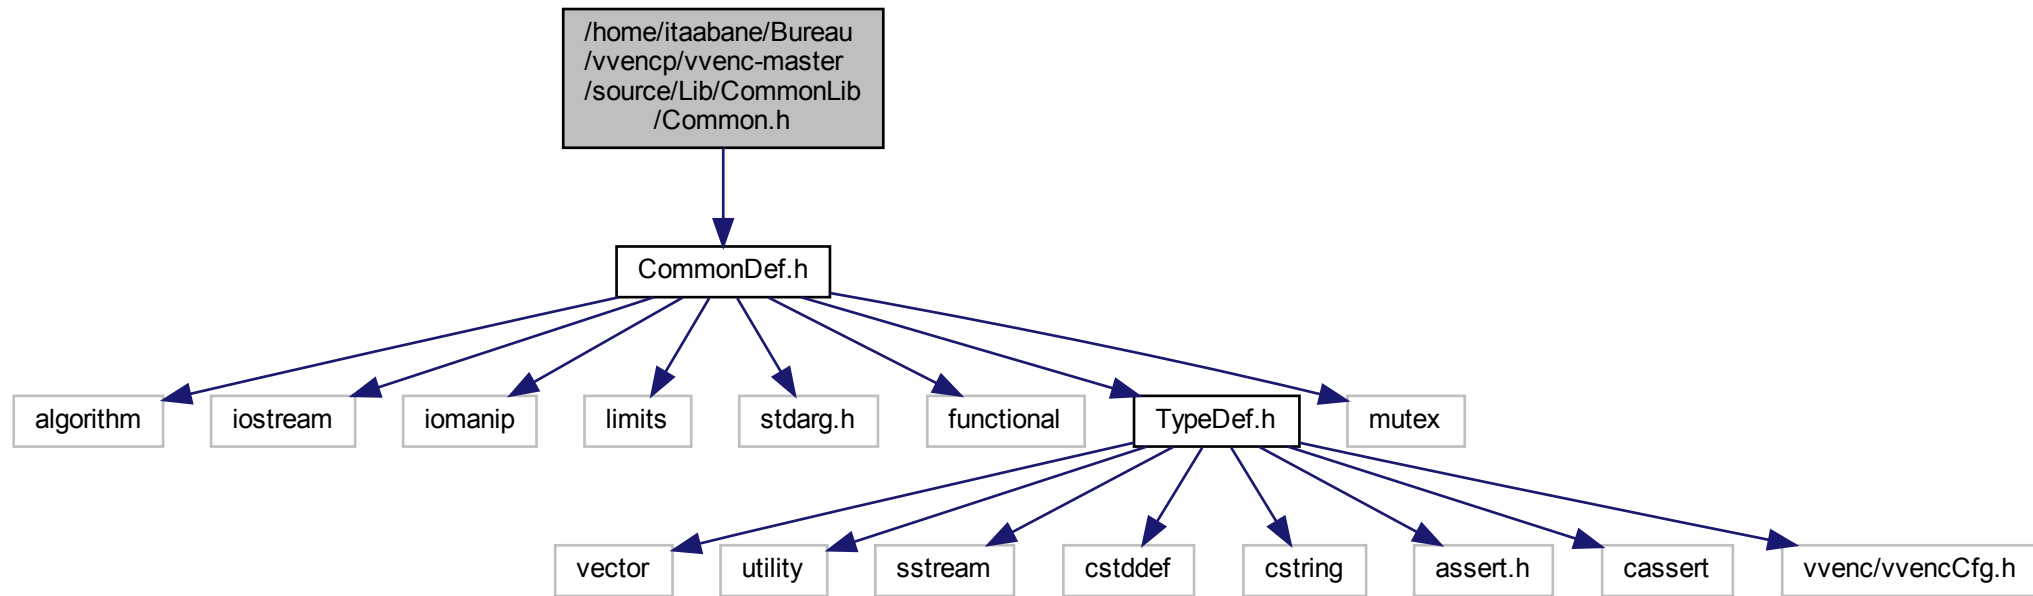 /home/itaabane/Bureau
/vvencp/vvenc-master
/source/Lib/CommonLib
/Common.h
CommonDef.h
algorithm
iostream
iomanip
limits
stdarg.h
functional
TypeDef.h
mutex
vector
utility
sstream
cstddef
cstring
assert.h
cassert
vvenc/vvencCfg.h